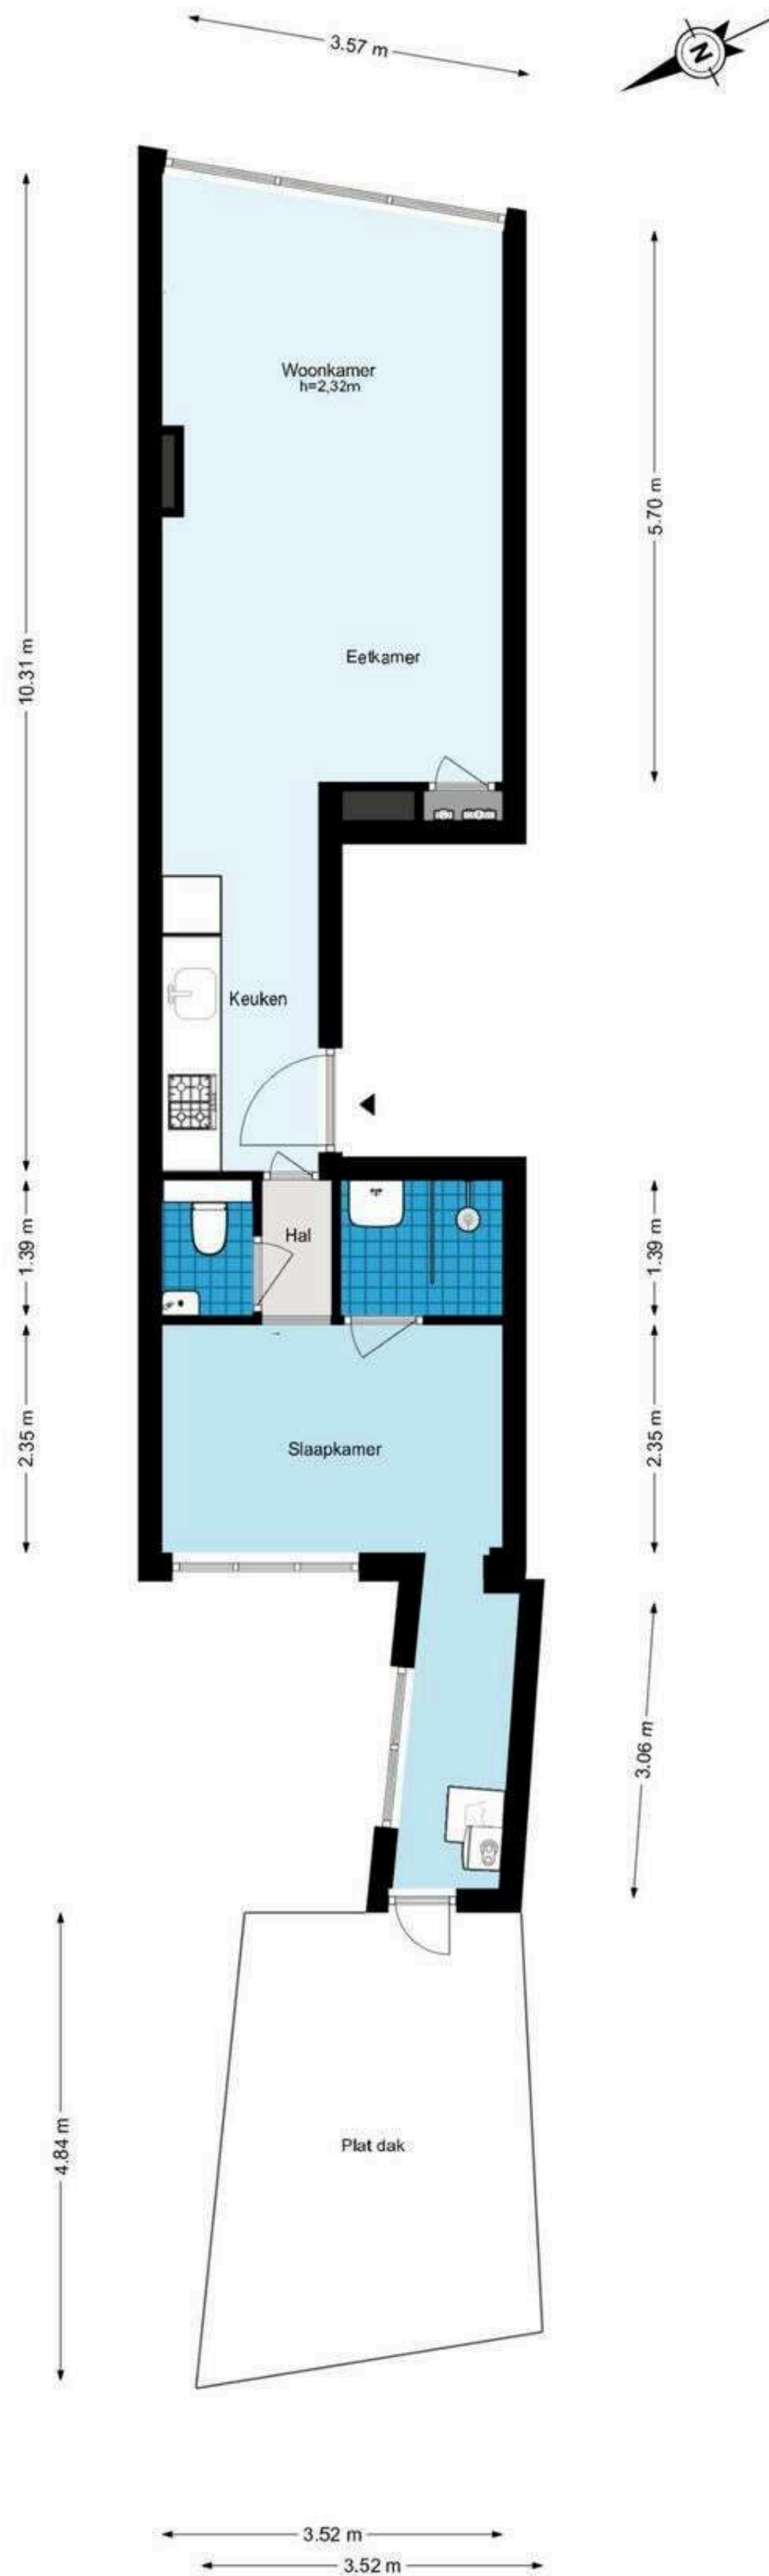 3.57 m
N
Woonkamer
h=2,32m
5.70 m
10.31 m
Eetkamer
Keuken
Hal
1.39 m
1.39 m
2.35 m
Slaapkamer
2.35 m
3.06 m
4.84 m
Plat dak
3.52 m
3.52 m